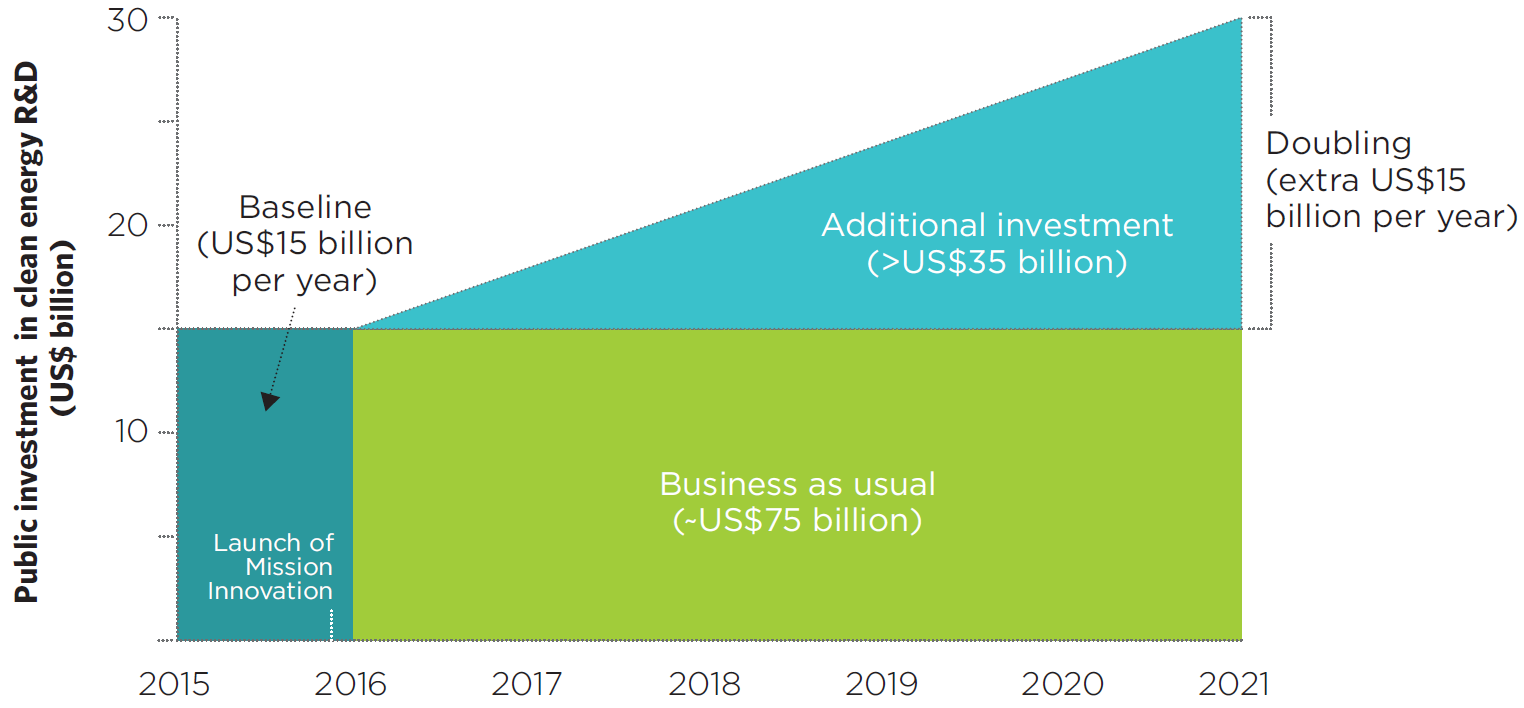 Public investment in clean energy R&D
(US$ billion)
30
20
10
Baseline
(US$15 billion
per year)
Launch of
Mission
Innovation
Additional investment
(>US$35 billion)
Business as usual
(~US$75 billion)
Doubling
(extra US$15
billion per year)
2015 2016 2017 2018 2019 2020 2021